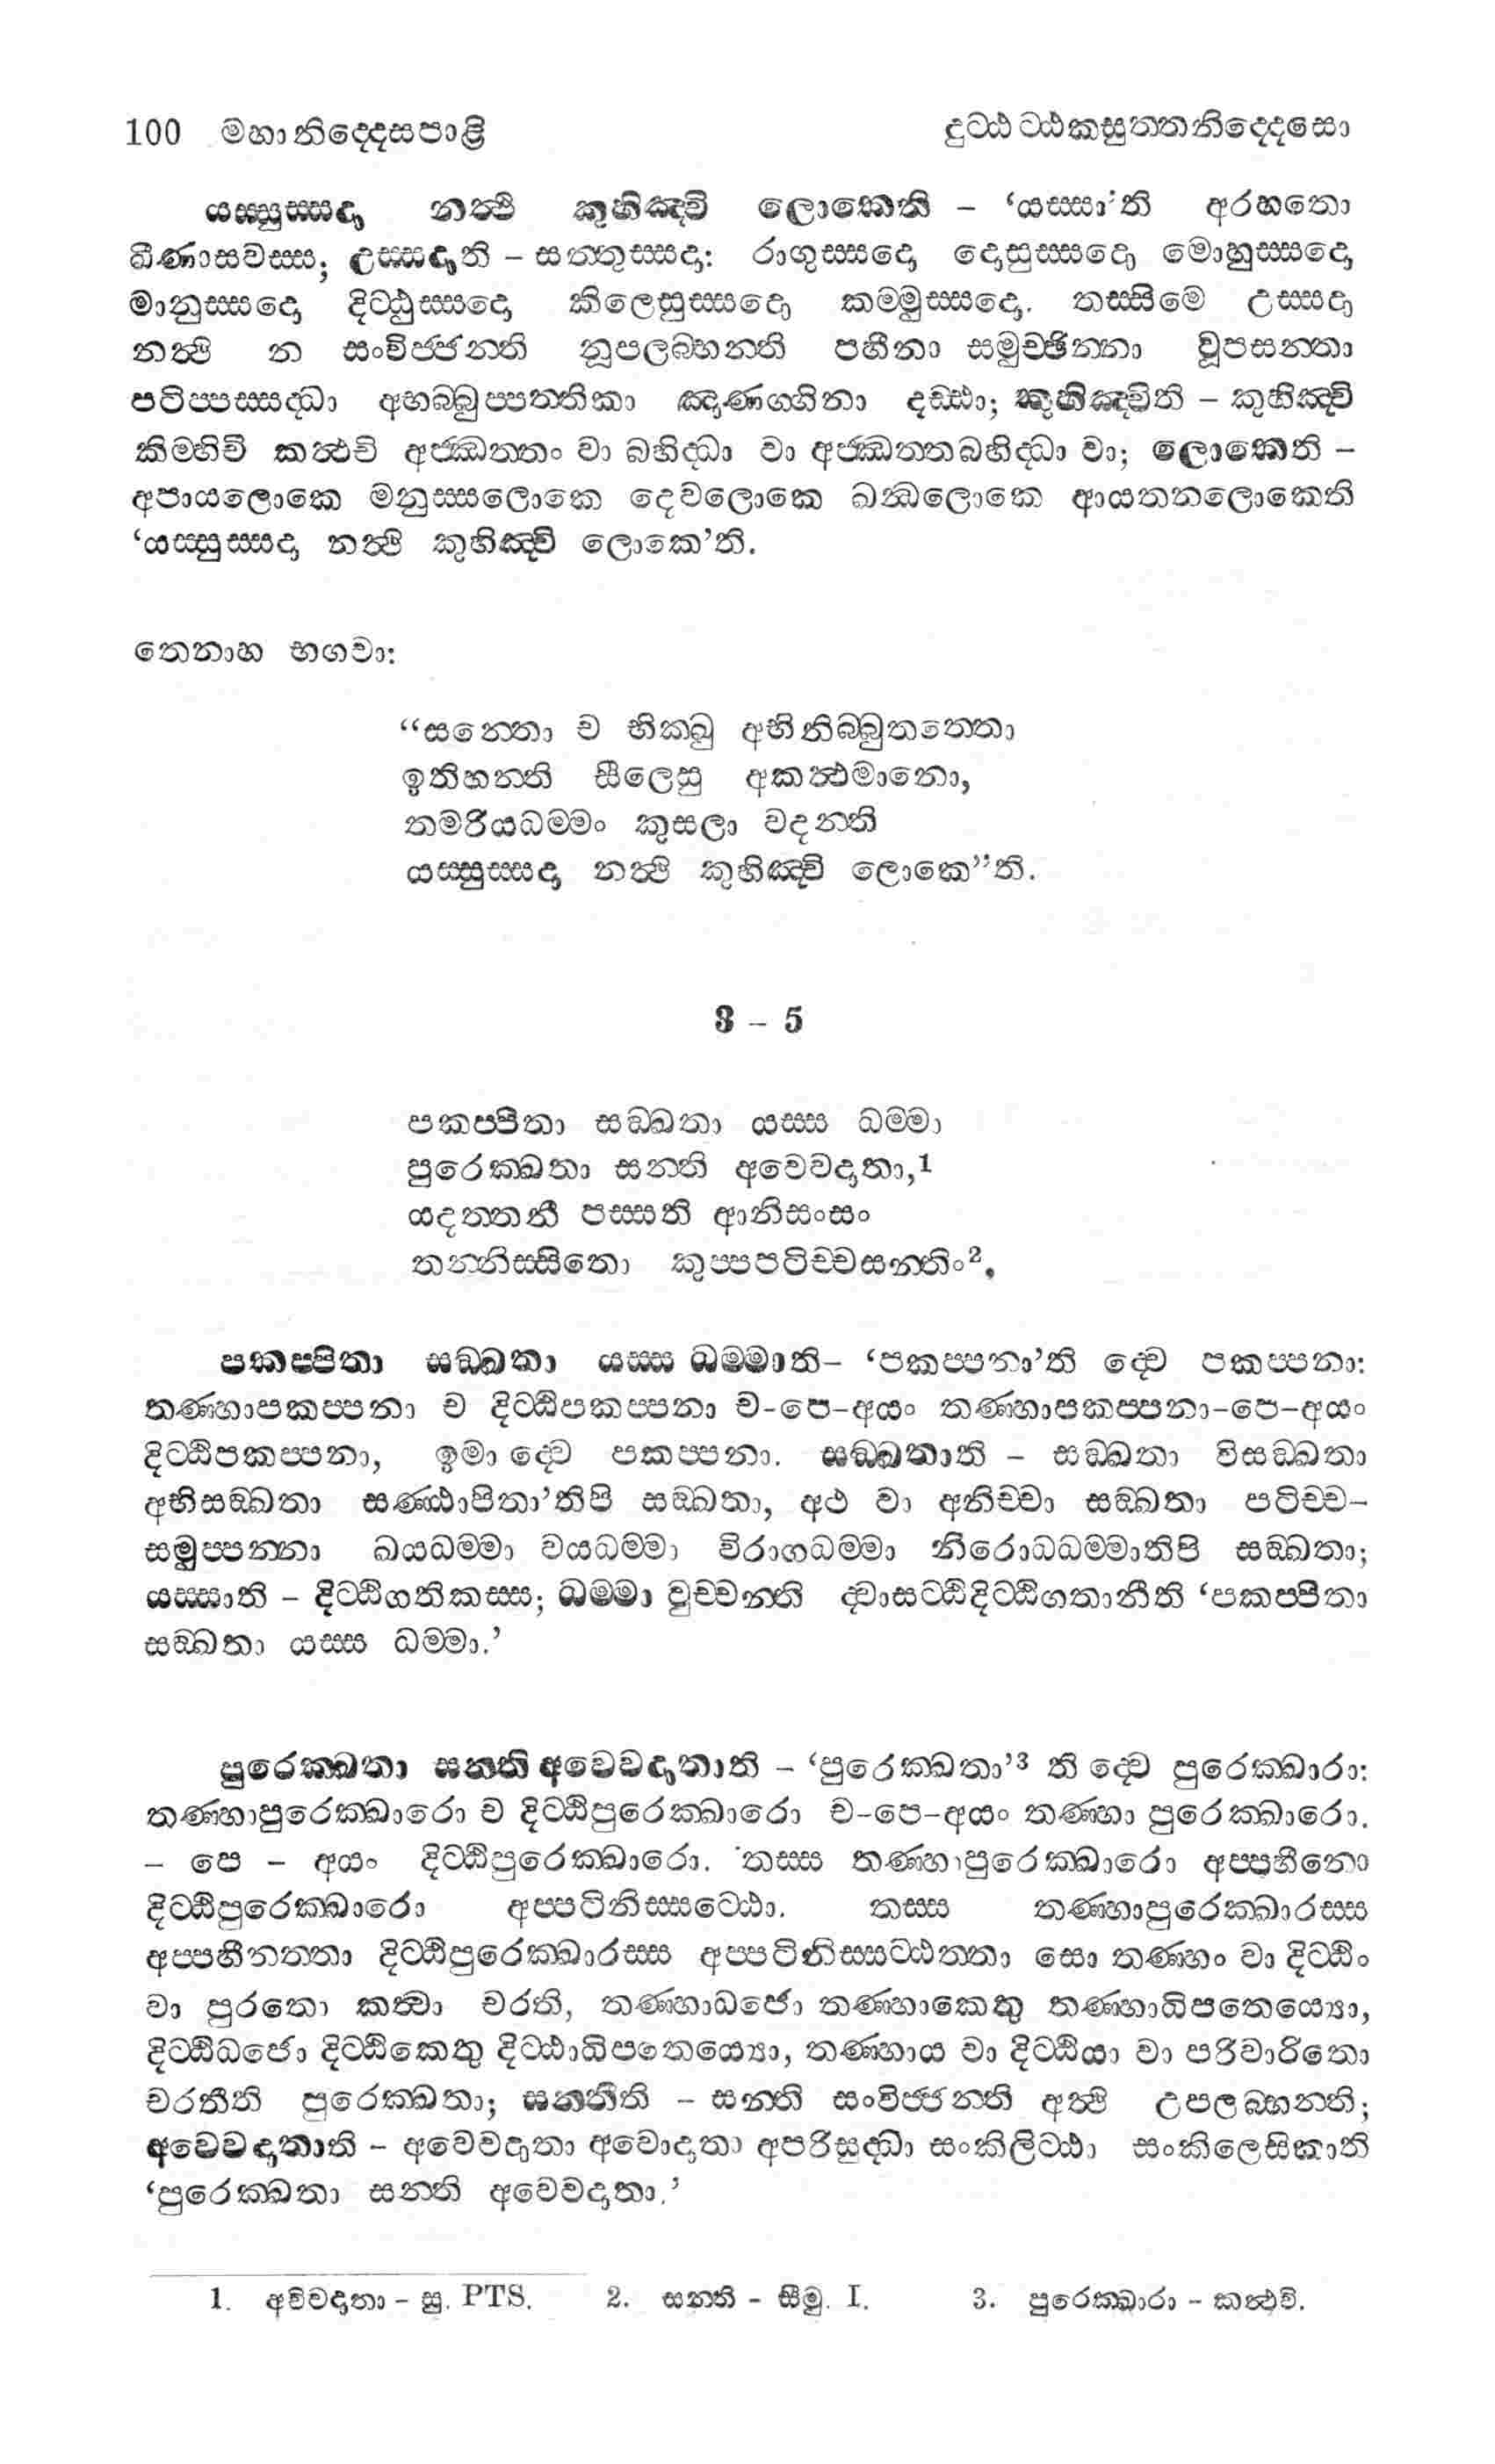 100 මහානිද්දෙසපාළි දුට්ඨට්ඨකසුත්තනිද්දෙසො
යස්සුස්සදා නත්ථි කුහිඤ්චි ලොකෙති – ‘යස්සා’ති අරහතො
ඛීණාසවස්ස; උස්සදාති – සත්තුස්සදා: රාගුස්සදො දොසුස්සදො මොහුස්සදො
මානුස්සදො දිට්ඨුස්සදො කිලෙසුස්සදො කම්මුස්සදො. තස්සිමෙ උස්සදා
නත්ථි න සංවිජ්ජන්ති නූපලබ්භන්ති පහීනා සමුච්ඡින්නා වූපසන්තා
පටිප්පස්සද්ධා අභබ්බුප්පත්තිකා ඤාණග්ගිනා දඩ්ඪා; කුහිඤ්චිති – කුහිඤ්චි
කිම්හිචි කත්ථචි අජ්ඣත්තං වා බහිද්ධා වා අජ්ඣත්තබහිද්ධා වා; ලොකෙති –
අපායලොකෙ මනුස්සලොකෙ දෙවලොකෙ ඛන්ධලොකෙ ආයතනලොකෙති
‘යස්සුස්සදා නත්ථි කුහිඤ්චි ලොකෙ’ති.
තෙනාහ භගවා:
“සන්තො ච භික්ඛු අභිනිබ්බුතත්තො
ඉතිහන්ති සීලෙසු අකත්ථමානො,
තමරියධම්මං කුසලා වදන්ති
යස්සුස්සදා නත්ථි කුහිඤ්චි ලොකෙ”ති.
3 – 5
පකප්පිතා සඞ්ඛතා යස්ස ධම්මා
පුරෙක්ඛතා සන්ති අවෙවදාතා,1
යදත්තනී පස්සති ආනිසංසං
තන්නිස්සිතො කුප්පපටිච්චසන්තිං2.
පකප්පිතා සඞ්ඛතා යස්ස ධම්මාති– ‘පකප්පනා’ති ද්වෙ පකප්පනා:
තණ්හාපකප්පනා ච දිට්ඨිපකප්පනා ච–පෙ–අයං තණ්හාපකප්පනා–පෙ–අයං
දිට්ඨිපකප්පනා, ඉමා ද්වෙ පකප්පනා. සඞ්ඛතාති – සඞ්ඛතා විසඞ්ඛතා
අභිසඞ්ඛතා සණ්ඨාපිතා’තිපි සඞ්ඛතා, අථ වා අනිච්චා සඞ්ඛතා පටිච්ච–
සමුප්පන්නා ඛයධම්මා වයධම්මා විරාගධම්මා නිරොධධම්මාතිපි සඞ්ඛතා;
යස්සාති – දිට්ඨිගතිකස්ස; ධම්මා වුච්චන්ති ද්වාසට්ඨිදිට්ඨිගතානීති ‘පකප්පිතා
සඞ්ඛතා යස්ස ධම්මා.’
පුරෙක්ඛතා සන්ති අවෙවදාතාති – ‘පුරෙක්ඛතා’3 ති ද්වෙ පුරෙක්ඛාරා:
තණ්හාපුරෙක්ඛාරො ච දිට්ඨිපුරෙක්ඛාරො ච–පෙ–අයං තණ්හා පුරෙක්ඛාරො.
– පෙ – අයං දිට්ඨිපුරෙක්ඛාරො. තස්ස තණ්හාපුරෙක්ඛාරො අප්පහීනො
දිට්ඨිපුරෙක්ඛාරො අප්පටිනිස්සට්ඨො. තස්ස තණ්හාපුරෙක්ඛාරස්ස
අප්පහීනත්තා දිට්ඨිපුරෙක්ඛාරස්ස අප්පටිනිස්සට්ඨත්තා සො තණ්හං වා දිට්ඨිං
වා පුරතො කත්වා චරති, තණ්හාධජො තණ්හාකෙතු තණ්හාධිපතෙය්යො,
දිට්ඨිධජො දිට්ඨිකෙතු දිට්ඨාධිපතෙය්යො, තණ්හාය වා දිට්ඨියා වා පරිවාරිතො
චරතීති පුරෙක්ඛතා; සන්තීති – සන්ති සංවිජ්ජන්ති අත්ථි උපලබ්භන්ති;
අවෙවදාතාති – අවෙවදාතා අවොදාතා අපරිසුද්ධා සංකිලිට්ඨා සංකිලෙසිකාති
‘පුරෙක්ඛතා සන්ති අවෙවදාතා.’
1. අවිවදාතා – සු. PTS. 2. සන්ති – සීමු. I. 3. පුරෙක්ඛාරා – කත්ථචි.